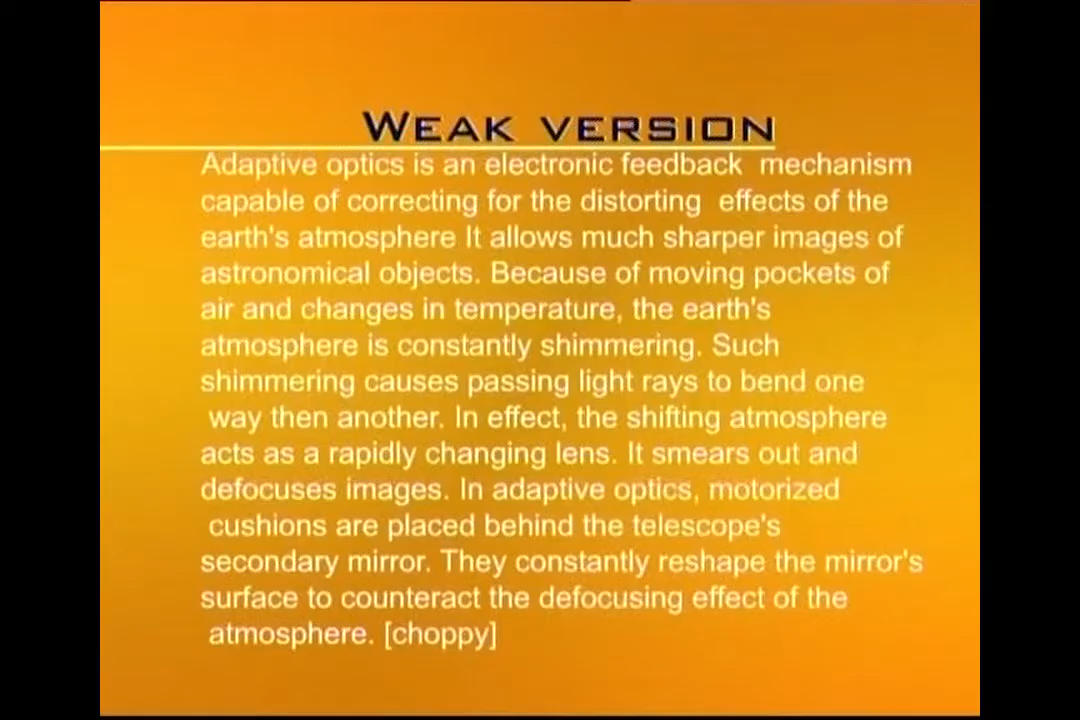 WEAK VERSION
Adaptive optics is an electronic feedback mechanism
capable of correcting for the distorting effects of the
earth's atmosphere It allows much sharper images of
astronomical objects. Because of moving pockets of
air and changes in temperature, the earth's
atmosphere is constantly shimmering. Such
shimmering causes passing light rays to bend one
way then another. In effect, the shifting atmosphere
acts as a rapidly changing lens. It smears out and
defocuses images. In adaptive optics, motorized
cushions are placed behind the telescope's
secondary mirror. They constantly reshape the mirror's
surface to counteract the defocusing effect of the
atmosphere. [choppy]